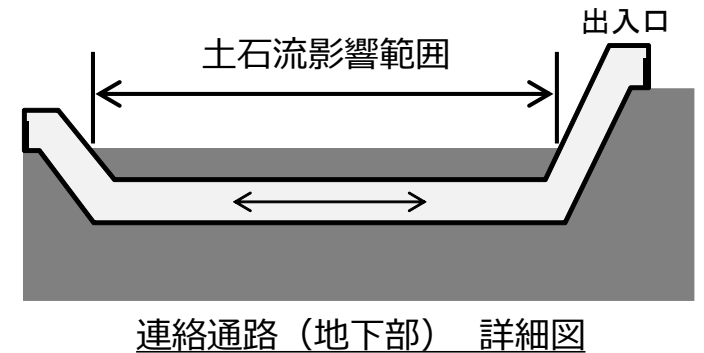 出入口
土石流影響範囲
連絡通路（地下部）　詳細図